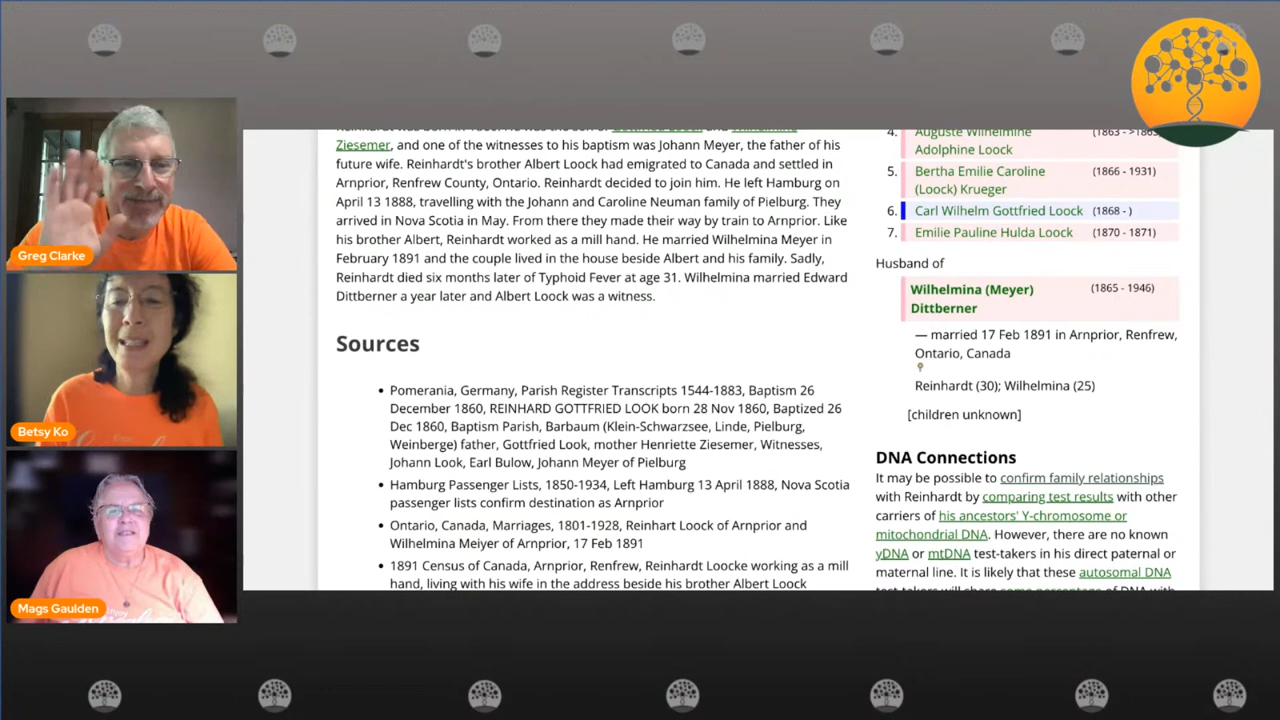 Greg Clarke
Betsy Ko
Mags Gaulden
Ziesemer, and one of the witnesses to his baptism was Johann Meyer, the father of his
future wife. Reinhardt's brother Albert Loock had emigrated to Canada and settled in
Arnprior, Renfrew County, Ontario. Reinhardt decided to join him. He left Hamburg on
April 13 1888, travelling with the Johann and Caroline Neuman family of Pielburg. They
arrived in Nova Scotia in May. From there they made their way by train to Arnprior. Like
his brother Albert, Reinhardt worked as a mill hand. He married Wilhelmina Meyer in
February 1891 and the couple lived in the house beside Albert and his family. Sadly,
Reinhardt died six months later of Typhoid Fever at age 31. Wilhelmina married Edward
Dittberner a year later and Albert Loock was a witness.
Sources
• Pomerania, Germany, Parish Register Transcripts 1544-1883, Baptism 26
December 1860, REINHARD GOTTFRIED LOOK born 28 Nov 1860, Baptized 26
Dec 1860, Baptism Parish, Barbaum (Klein-Schwarzsee, Linde, Pielburg,
Weinberge) father, Gottfried Look, mother Henriette Ziesemer, Witnesses,
Johann Look, Earl Bulow, Johann Meyer of Pielburg
• Hamburg Passenger Lists, 1850-1934, Left Hamburg 13 April 1888, Nova Scotia
passenger lists confirm destination as Arnprior
• Ontario, Canada, Marriages, 1801-1928, Reinhart Loock of Arnprior and
Wilhelmina Meiyer of Arnprior, 17 Feb 1891
• 1891 Census of Canada, Arnprior, Renfrew, Reinhardt Loocke working as a mill
hand, living with his wife in the address beside his brother Albert Loock
4. Auguste Wilhelmine (1863 -
Adolphine Loock
5. Bertha Emilie Caroline (1866 - 1931)
(Loock) Krueger
6. Carl Wilhelm Gottfried Loock (1868 - )
7. Emilie Pauline Hulda Loock (1870 - 1871)
Husband of
Wilhelmina (Meyer) (1865 - 1946)
Dittberner
— married 17 Feb 1891 in Arnprior, Renfrew,
Ontario, Canada
Reinhardt (30); Wilhelmina (25)
[children unknown]
DNA Connections
It may be possible to confirm family relationships
with Reinhardt by comparing test results with other
carriers of his ancestors' Y-chromosome or
mitochondrial DNA. However, there are no known
yDNA or mtDNA test-takers in his direct paternal or
maternal line. It is likely that these autosomal DNA